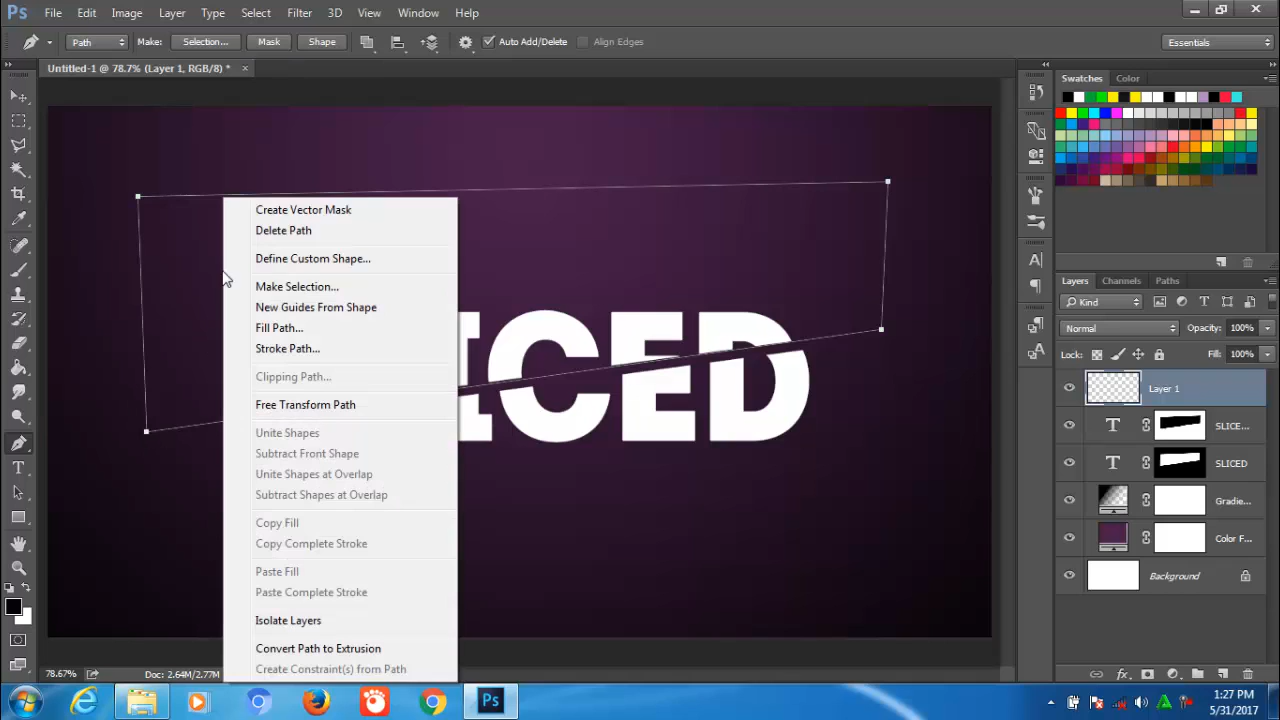 Ps File Edit Image Layer Type Select Filter 3D View Window Help
Path Make: Selection... Mask Shape Auto Add/Delete Align Edges Essentials
Untitled-1 @ 78.7% (Layer 1, RGB/8) * ×
Swatches Color
Create Vector Mask
Delete Path
Define Custom Shape...
Make Selection...
New Guides From Shape
Fill Path...
Stroke Path...
Clipping Path...
Free Transform Path
Unite Shapes
Subtract Front Shape
Unite Shapes at Overlap
Subtract Shapes at Overlap
Copy Fill
Copy Complete Stroke
Paste Fill
Paste Complete Stroke
Isolate Layers
Convert Path to Extrusion
Create Constraint(s) from Path
ICED
Layers Channels Paths
Kind
Normal Opacity: 100%
Lock: Fill: 100%
Layer 1
T SLICE...
T SLICED
Gradie...
Color F...
Background
78.67% Doc: 2.64M/2.77M
fx
Ps
1:27 PM
5/31/2017